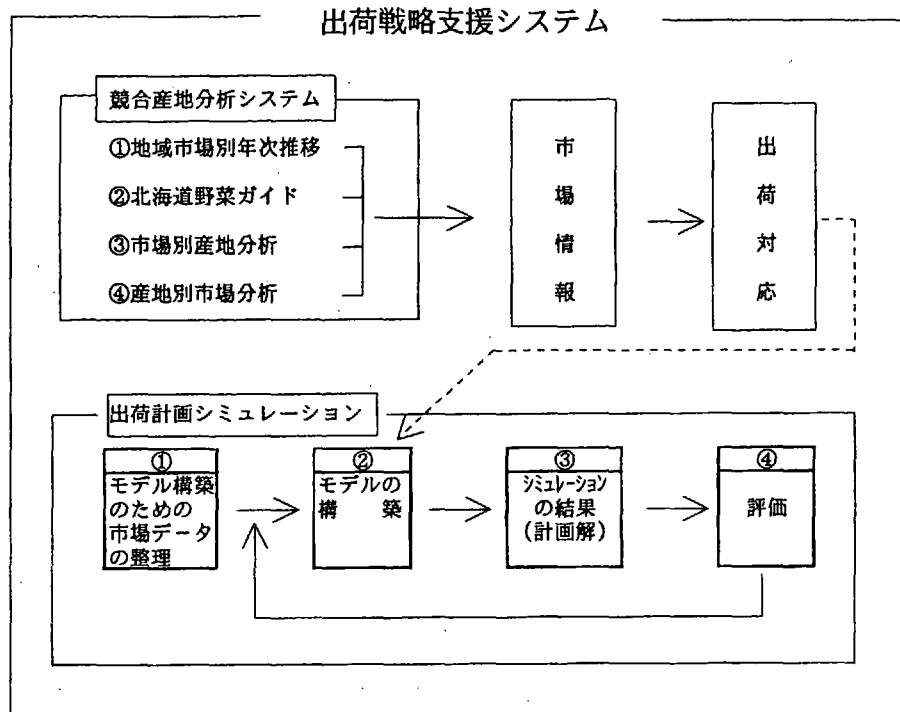 出荷戦略支援システム
競合産地分析システム
①地域市場別年次推移
②北海道野菜ガイド
③市場別産地分析
④産地別市場分析
市場情報
出荷対応
出荷計画シミュレーション
①
モデル構築
のための
市場データ
の整理
②
モデルの
構築
③
シミュレーション
の結果
(計画解)
④
評価